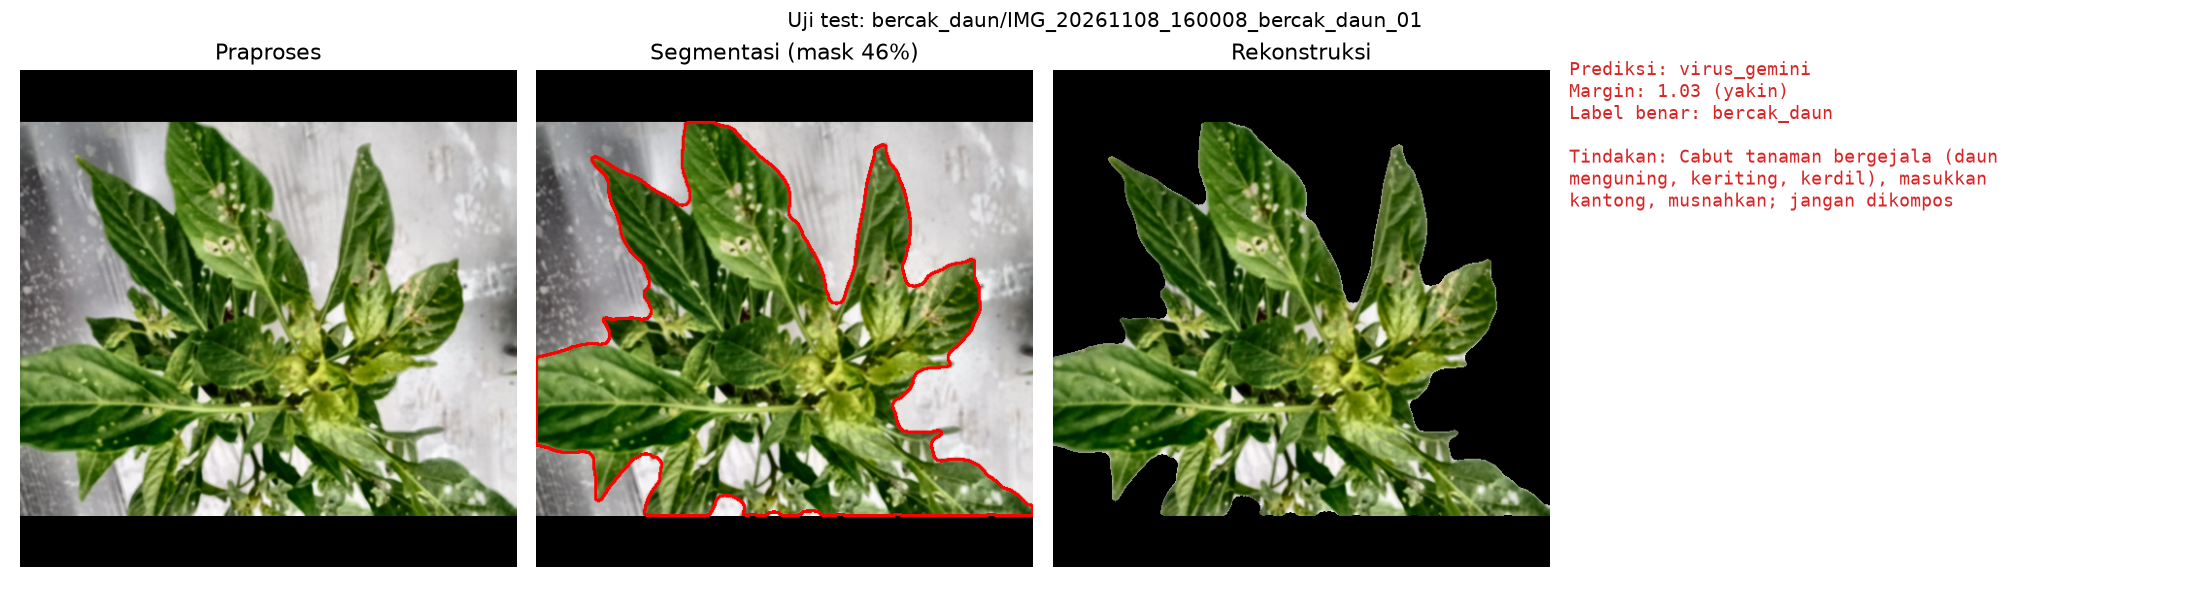 Uji test: bercak_daun/IMG_20261108_160008_bercak_daun_01
Praproses
Segmentasi (mask 46%)
Rekonstruksi
Prediksi: virus_gemini
Margin: 1.03 (yakin)
Label benar: bercak_daun
Tindakan: Cabut tanaman bergejala (daun
menguning, keriting, kerdil), masukkan
kantong, musnahkan; jangan dikompos